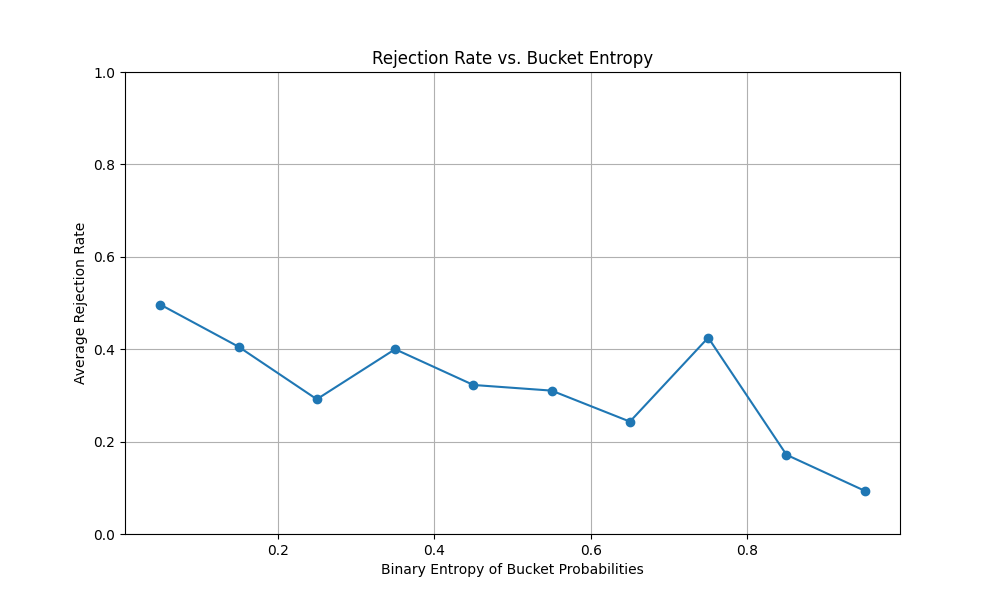 Rejection Rate vs. Bucket Entropy
1.0
0.8
0.6
0.4
0.2
0.0
Average Rejection Rate
0.2 0.4 0.6 0.8
Binary Entropy of Bucket Probabilities